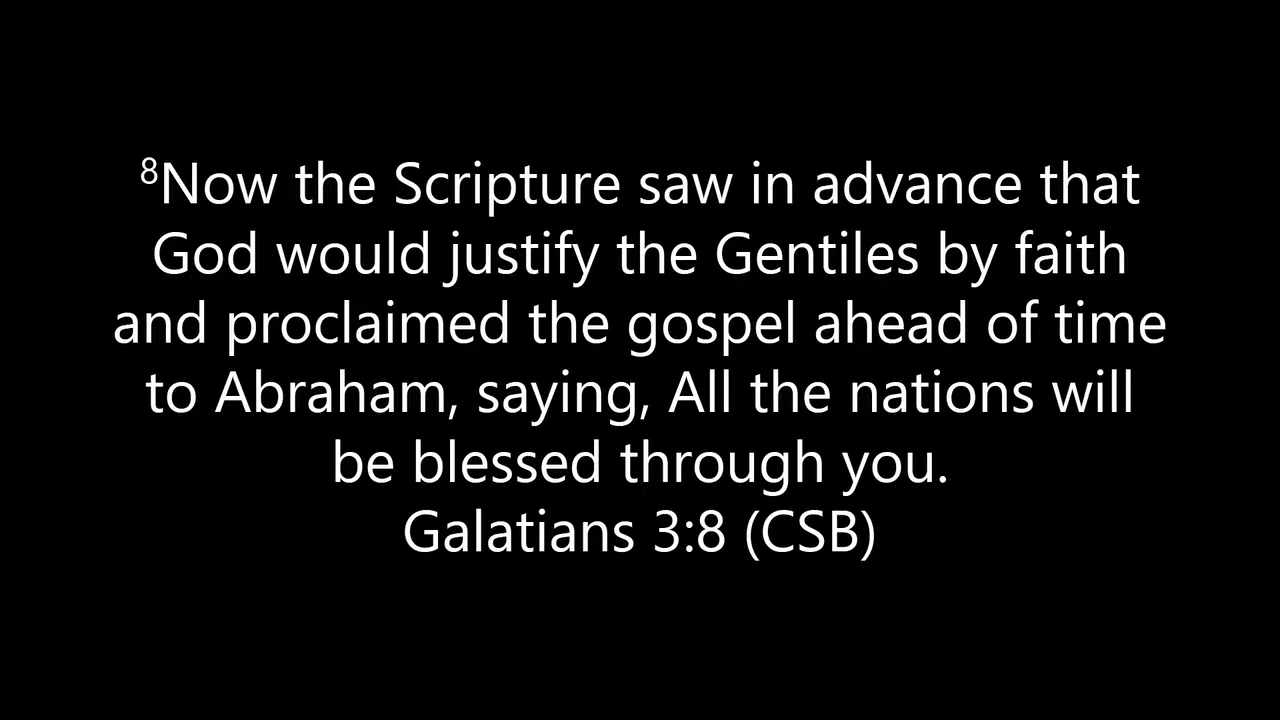 ⁸Now the Scripture saw in advance that
God would justify the Gentiles by faith
and proclaimed the gospel ahead of time
to Abraham, saying, All the nations will
be blessed through you.
Galatians 3:8 (CSB)